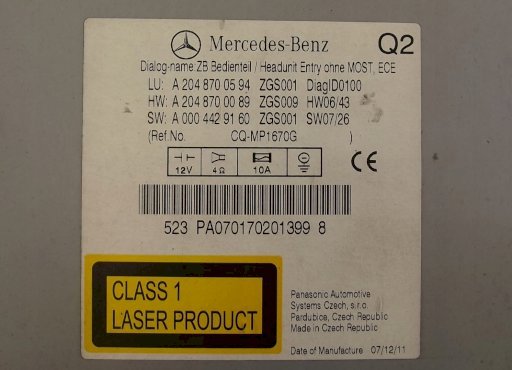 Mercedes-Benz Q2
Dialog-name:ZB Bedienteil / Headunit Entry ohne MOST, ECE
LU: A 204 870 05 94 ZGS001 DiagID0100
HW: A 204 870 00 89 ZGS009 HW06/43
SW: A 000 442 91 60 ZGS001 SW07/26
(Ref.No. CQ-MP1670G )
12V 4Ω 10A CE
523 PA070170201399 8
CLASS 1
LASER PRODUCT
Panasonic Automotive
Systems Czech, s.r.o.
Pardubice, Czech Republic
Made in Czech Republic
Date of Manufacture 07/12/11